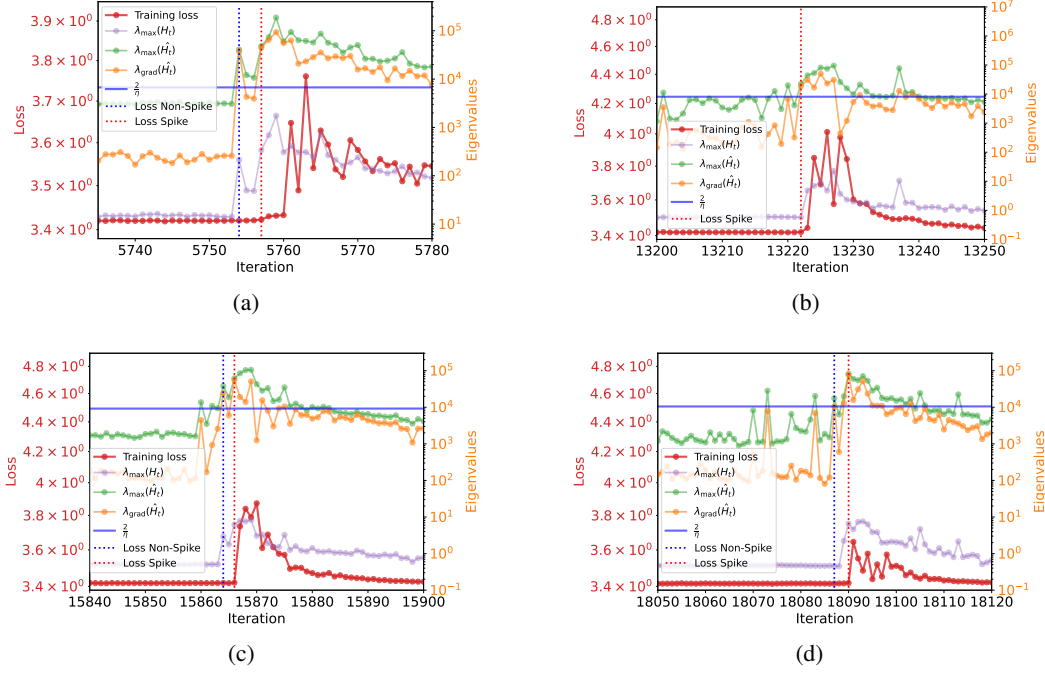 3.9 × 10⁰
3.8 × 10⁰
3.7 × 10⁰
3.6 × 10⁰
3.5 × 10⁰
3.4 × 10⁰
Loss
Training loss
λmax(Hₜ)
λmax(Ĥₜ)
λgrad(Ĥₜ)
2/η
Loss Non-Spike
Loss Spike
10⁵
10⁴
10³
10²
10¹
Eigenvalues
5740 5750 5760 5770 5780
Iteration
(a)
4.8 × 10⁰
4.6 × 10⁰
4.4 × 10⁰
4.2 × 10⁰
4 × 10⁰
3.8 × 10⁰
3.6 × 10⁰
3.4 × 10⁰
Loss
Training loss
λmax(Hₜ)
λmax(Ĥₜ)
λgrad(Ĥₜ)
2/η
Loss Spike
10⁷
10⁶
10⁵
10⁴
10³
10²
10¹
10⁰
10⁻¹
Eigenvalues
13200 13210 13220 13230 13240 13250
Iteration
(b)
4.8 × 10⁰
4.6 × 10⁰
4.4 × 10⁰
4.2 × 10⁰
4 × 10⁰
3.8 × 10⁰
3.6 × 10⁰
3.4 × 10⁰
Loss
Training loss
λmax(Hₜ)
λmax(Ĥₜ)
λgrad(Ĥₜ)
2/η
Loss Non-Spike
Loss Spike
10⁵
10⁴
10³
10²
10¹
10⁰
10⁻¹
Eigenvalues
15840 15850 15860 15870 15880 15890 15900
Iteration
(c)
4.8 × 10⁰
4.6 × 10⁰
4.4 × 10⁰
4.2 × 10⁰
4 × 10⁰
3.8 × 10⁰
3.6 × 10⁰
3.4 × 10⁰
Loss
Training loss
λmax(Hₜ)
λmax(Ĥₜ)
λgrad(Ĥₜ)
2/η
Loss Non-Spike
Loss Spike
10⁵
10⁴
10³
10²
10¹
10⁰
10⁻¹
Eigenvalues
18050 18060 18070 18080 18090 18100 18110 18120
Iteration
(d)